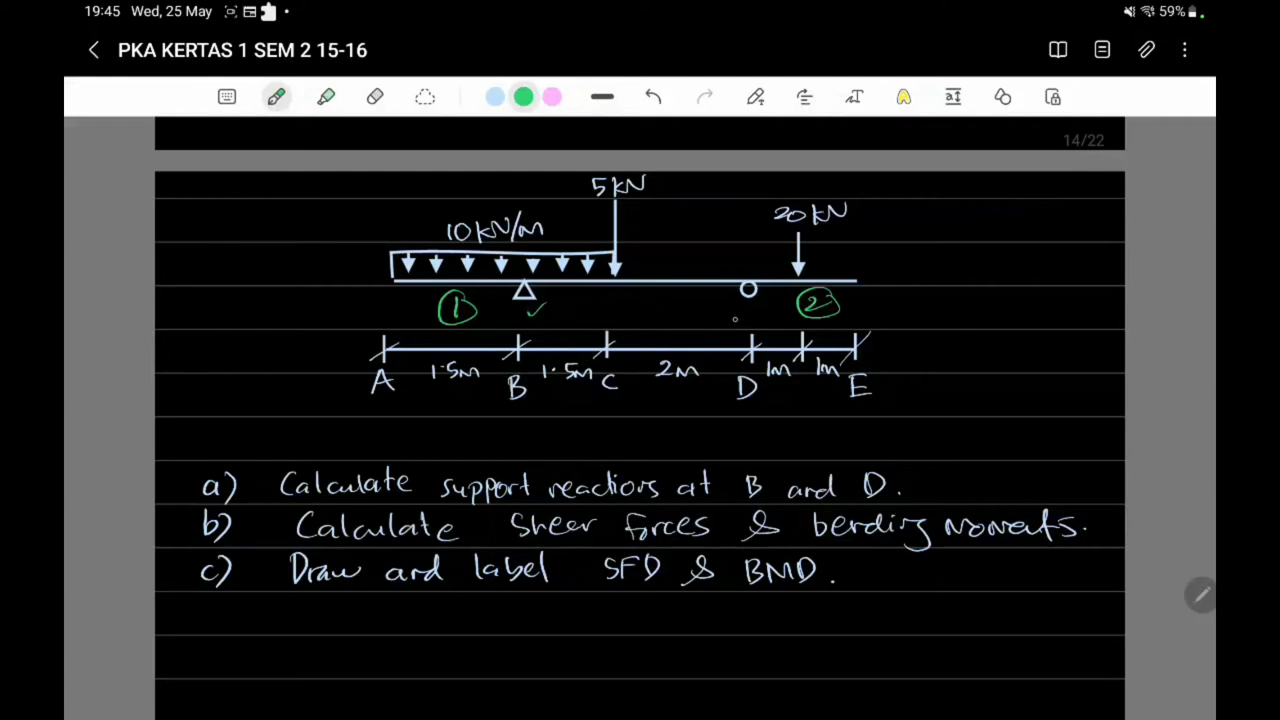 19:45 Wed, 25 May 59%
PKA KERTAS 1 SEM 2 15-16
14/22
5kN
20kN
10kN/m
1 2
1.5m 1.5m 2m 1m 1m
A B C D E
a) Calculate support reactions at B and D.
b) Calculate Sheer forces & bending moments.
c) Draw and label SFD & BMD.